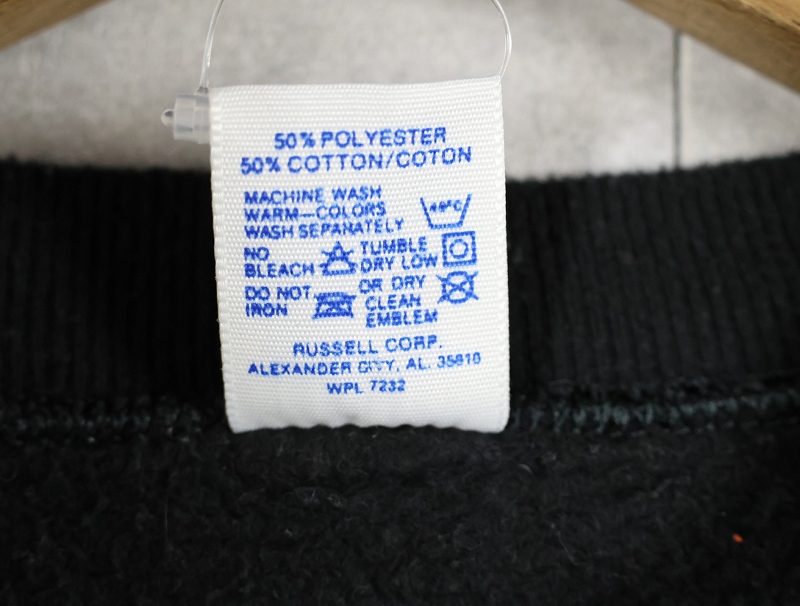 50% POLYESTER
50% COTTON/COTON
MACHINE WASH
WARM-COLORS
WASH SEPARATELY
40°C
NO
BLEACH
TUMBLE
DRY LOW
DO NOT
IRON
OR DRY
CLEAN
EMBLEM
RUSSELL CORP.
ALEXANDER CITY, AL. 35010
WPL 7232